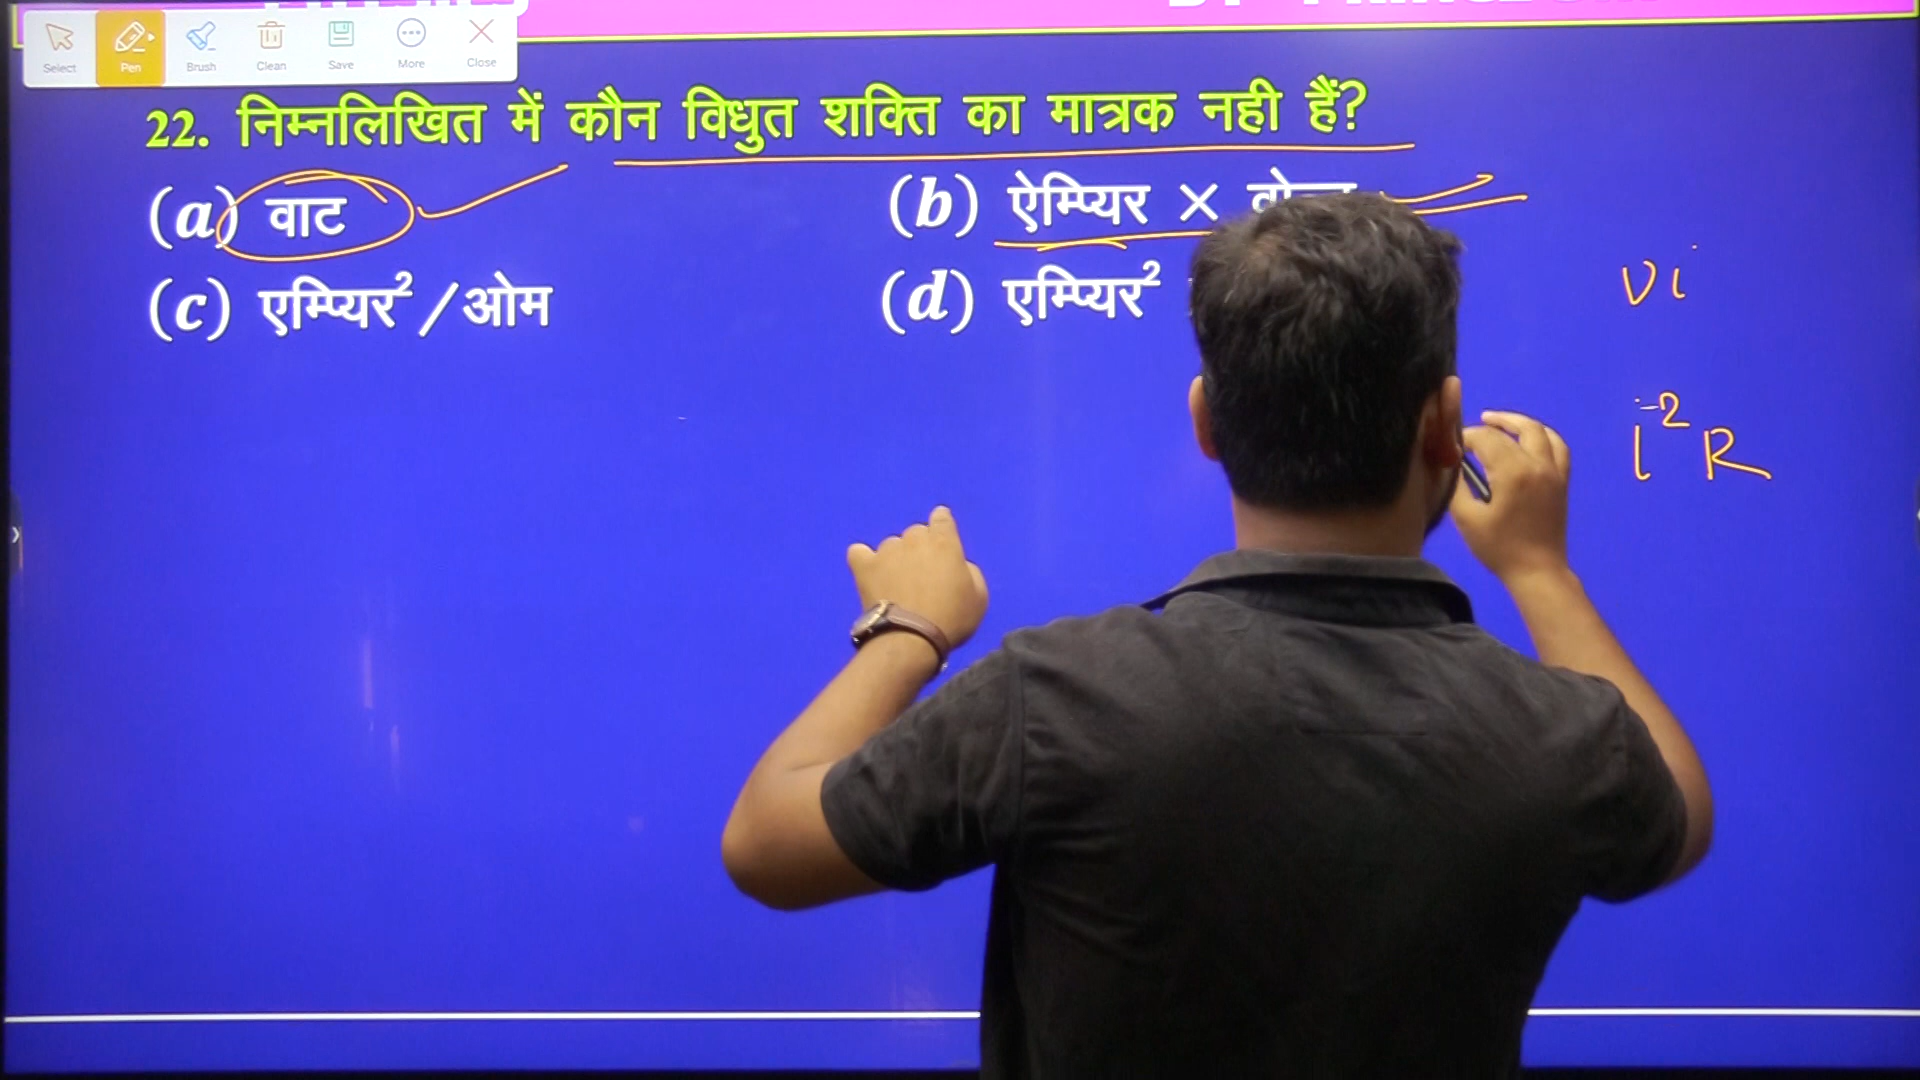 Select Pen Brush Clean Save More Close
22. निम्नलिखित में कौन विधुत शक्ति का मात्रक नही हैं?
(a) वाट
(b) ऐम्पियर ×
(c) एम्पियर² /ओम
(d) एम्पियर²
vi
i²R